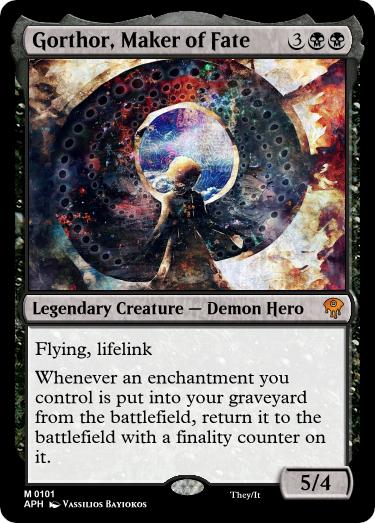 Gorthor, Maker of Fate 3
Legendary Creature — Demon Hero
Flying, lifelink
Whenever an enchantment you
control is put into your graveyard
from the battlefield, return it to the
battlefield with a finality counter on
it.
5/4
M 0101
APH Vassilios Bayiokos
They/It